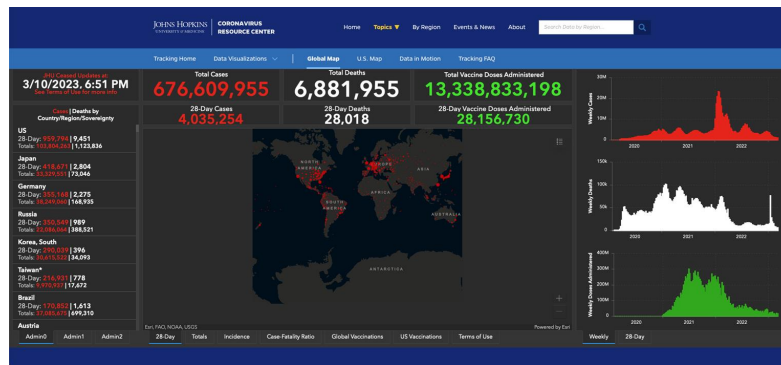 JOHNS HOPKINS
UNIVERSITY & MEDICINE
CORONAVIRUS
RESOURCE CENTER
Home
Topics ▼
By Region
Events & News
About
Search Data by Region...
Tracking Home
Data Visualizations
Global Map
U.S. Map
Data in Motion
Tracking FAQ
JHU Ceased Updates at
3/10/2023, 6:51 PM
See Terms of Use for more info
Cases | Deaths by
Country/Region/Sovereignty
US
28-Day: 959,794 | 9,451
Totals: 103,804,263 | 1,123,836
Japan
28-Day: 418,671 | 2,804
Totals: 33,329,551 | 73,046
Germany
28-Day: 355,168 | 2,275
Totals: 38,249,060 | 168,935
Russia
28-Day: 350,549 | 989
Totals: 22,086,064 | 388,521
Korea, South
28-Day: 290,039 | 396
Totals: 30,615,522 | 34,093
Taiwan*
28-Day: 216,931 | 778
Totals: 9,970,937 | 17,672
Brazil
28-Day: 170,852 | 1,613
Totals: 37,085,675 | 699,310
Austria
Admin0
Admin1
Admin2
Total Cases
676,609,955
Total Deaths
6,881,955
Total Vaccine Doses Administered
13,338,833,198
28-Day Cases
4,035,254
28-Day Deaths
28,018
28-Day Vaccine Doses Administered
28,156,730
NORTH
AMERICA
EUROPE
ASIA
AFRICA
SOUTH
AMERICA
AUSTRALIA
ANTARCTICA
+
Esri, FAO, NOAA, USGS
Powered by Esri
28-Day
Totals
Incidence
Case-Fatality Ratio
Global Vaccinations
US Vaccinations
Terms of Use
Weekly Cases
30M
20M
10M
0
2020
2021
2022
Weekly Deaths
150k
100k
50k
0
2020
2021
2022
Weekly Doses Administered
400M
300M
200M
100M
0
2020
2021
2022
Weekly
28-Day